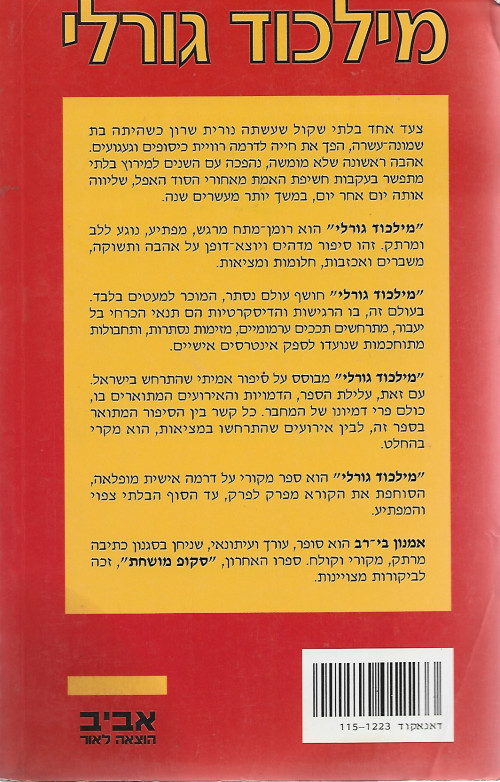 מילכוד גורלי
צעד אחד בלתי שקול שעשתה נורית שרון כשהיתה בת
שמונה־עשרה, הפך את חייה לדרמה רוויית כיסופים וגעגועים.
אהבה ראשונה שלא מומשה, נהפכה עם השנים למירוץ בלתי
מתפשר בעקבות חשיפת האמת מאחורי הסוד האפל, שליווה
אותה יום אחר יום, במשך יותר מעשרים שנה.
"מילכוד גורלי" הוא רומן־מתח מרגש, מפתיע, נוגע ללב
ומרתק. זהו סיפור מדהים ויוצא־דופן על אהבה ותשוקה,
משברים ואכזבות, חלומות ומציאות.
"מילכוד גורלי" חושף עולם נסתר, המוכר למעטים בלבד.
בעולם זה, בו הרגישות והדיסקרטיות הם תנאי הכרחי בל
יעבור, מתרחשים תככים ערמומיים, מזימות נסתרות, ותחבולות
מתוחכמות שנועדו לספק אינטרסים אישיים.
"מילכוד גורלי" מבוסס על סיפור אמיתי שהתרחש בישראל.
עם זאת, עלילת הספר, הדמויות והאירועים המתוארים בו,
כולם פרי דמיונו של המחבר. כל קשר בין הסיפור המתואר
בספר זה, לבין אירועים שהתרחשו במציאות, הוא מקרי
בהחלט.
"מילכוד גורלי" הוא ספר מקורי על דרמה אישית מופלאה,
הסוחפת את הקורא מפרק לפרק, עד הסוף הבלתי צפוי
והמפתיע.
אמנון בי־רב הוא סופר, עורך ועיתונאי, שניחן בסגנון כתיבה
מרתק, מקורי וקולח. ספרו האחרון, "סקופ מושחת", זכה
לביקורות מצויינות.
דאנאקוד 115-1223
אביב
הוצאה לאור